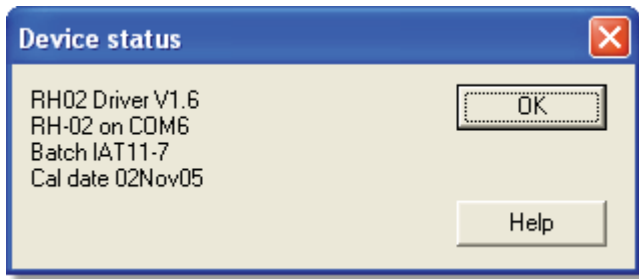 Device status
RH02 Driver V1.6
RH-02 on COM6
Batch IAT11-7
Cal date 02Nov05
OK
Help